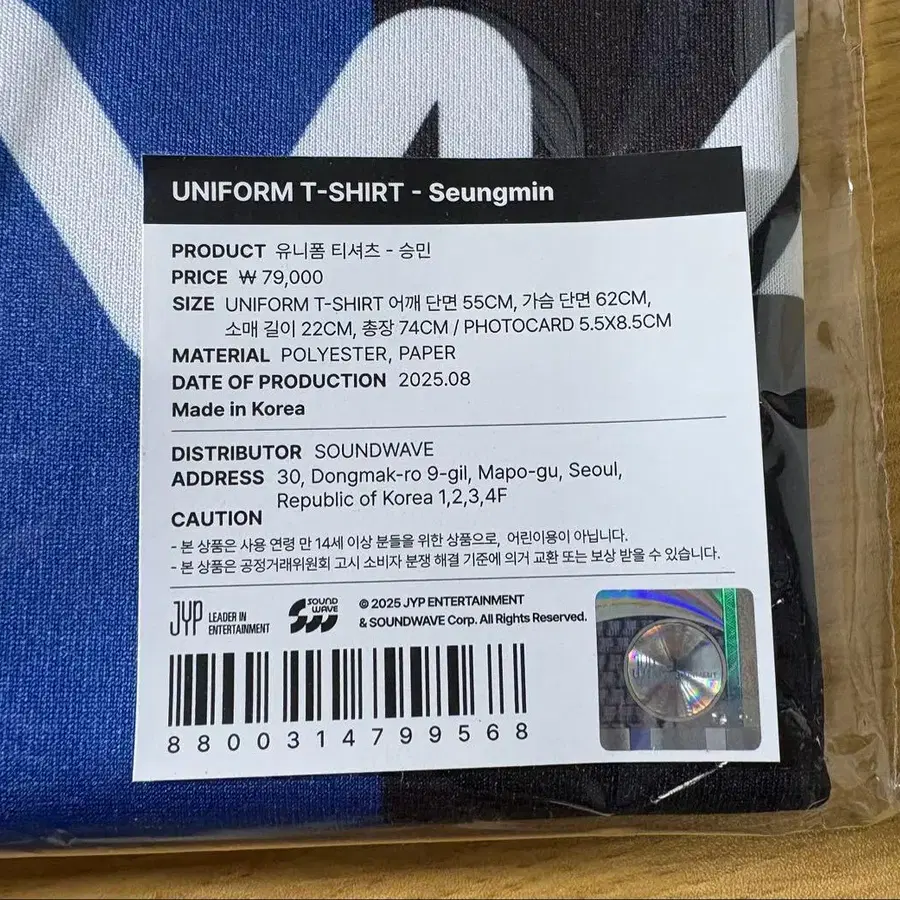 UNIFORM T-SHIRT - Seungmin
PRODUCT 유니폼 티셔츠 - 승민
PRICE ₩ 79,000
SIZE UNIFORM T-SHIRT 어깨 단면 55CM, 가슴 단면 62CM,
소매 길이 22CM, 총장 74CM / PHOTOCARD 5.5X8.5CM
MATERIAL POLYESTER, PAPER
DATE OF PRODUCTION 2025.08
Made in Korea
DISTRIBUTOR SOUNDWAVE
ADDRESS 30, Dongmak-ro 9-gil, Mapo-gu, Seoul,
Republic of Korea 1,2,3,4F
CAUTION
- 본 상품은 사용 연령 만 14세 이상 분들을 위한 상품으로, 어린이용이 아닙니다.
- 본 상품은 공정거래위원회 고시 소비자 분쟁 해결 기준에 의거 교환 또는 보상 받을 수 있습니다.
JYP LEADER IN
ENTERTAINMENT
SOUND
WAVE
© 2025 JYP ENTERTAINMENT
& SOUNDWAVE Corp. All Rights Reserved.
8800314799568